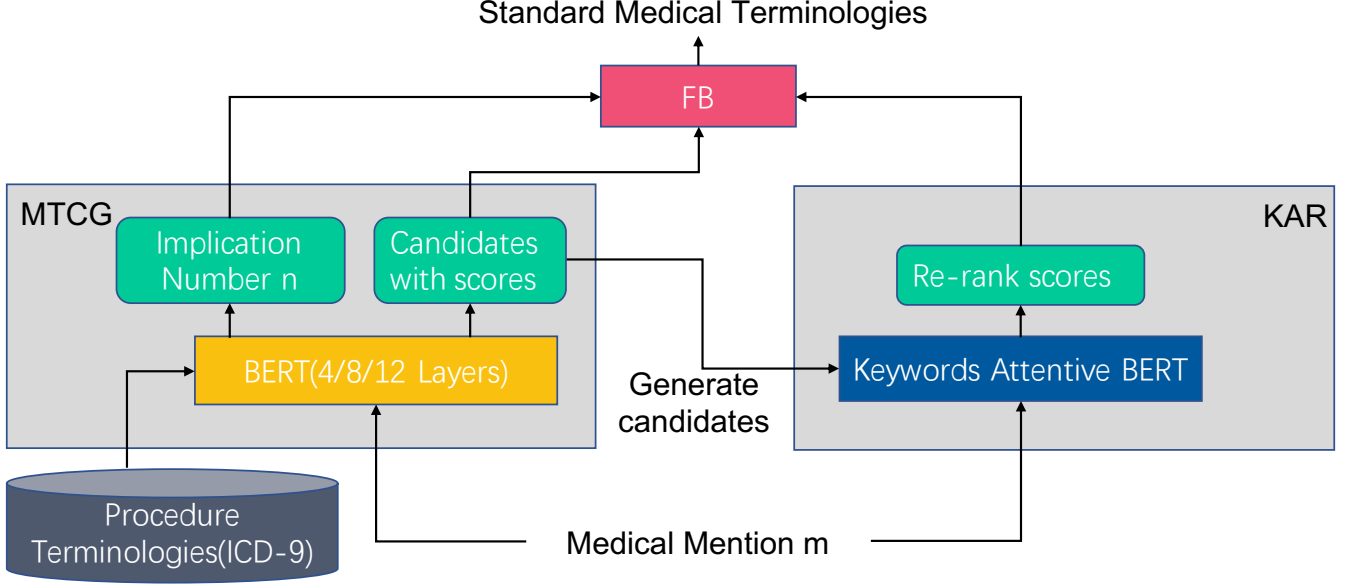 Standard Medical Terminologies
FB
MTCG
KAR
Implication
Number n
Candidates
with scores
Re-rank scores
BERT(4/8/12 Layers)
Keywords Attentive BERT
Generate
candidates
Procedure
Terminologies(ICD-9)
Medical Mention m